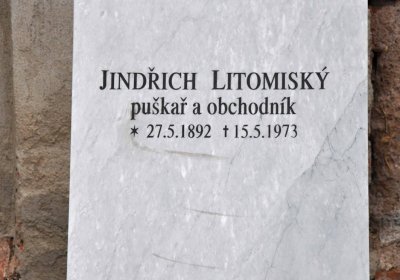 JINDŘICH LITOMISKÝ
puškař a obchodník
✶ 27.5.1892 †15.5.1973